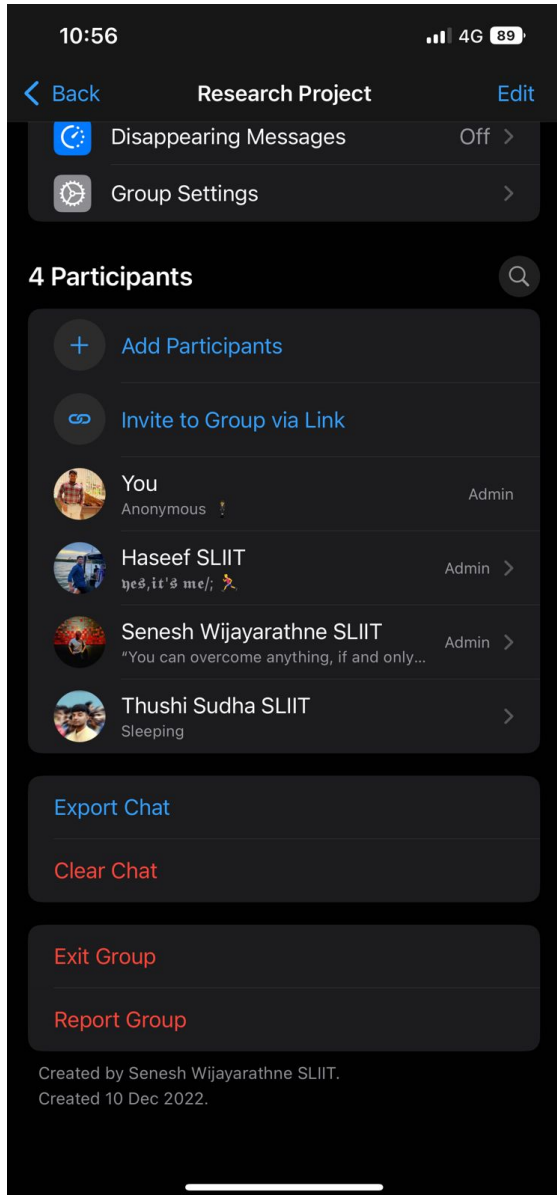 10:56 4G 89
Back Research Project Edit
Disappearing Messages Off
Group Settings
4 Participants
Add Participants
Invite to Group via Link
You
Anonymous 🕴️
Admin
Haseef SLIIT
𝖞𝖊𝖘,𝖎𝖙'𝖘 𝖒𝖊/; 🏃
Admin
Senesh Wijayarathne SLIIT
“You can overcome anything, if and only...
Admin
Thushi Sudha SLIIT
Sleeping
Export Chat
Clear Chat
Exit Group
Report Group
Created by Senesh Wijayarathne SLIIT.
Created 10 Dec 2022.